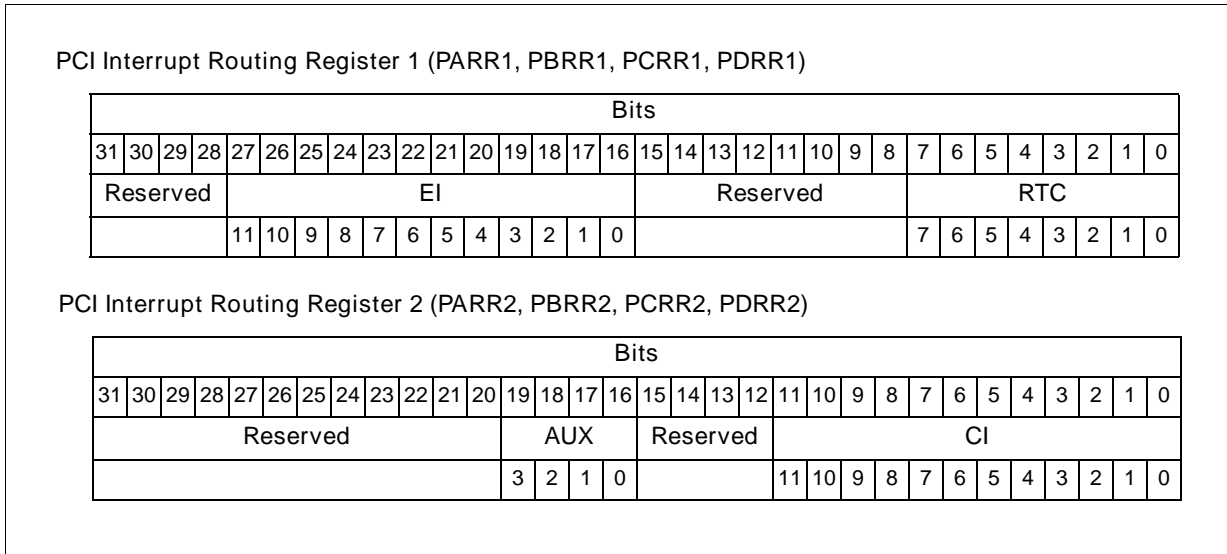 PCI Interrupt Routing Register 1 (PARR1, PBRR1, PCRR1, PDRR1)
Bits
31 30 29 28 27 26 25 24 23 22 21 20 19 18 17 16 15 14 13 12 11 10 9 8 7 6 5 4 3 2 1 0
Reserved EI Reserved RTC
11 10 9 8 7 6 5 4 3 2 1 0 7 6 5 4 3 2 1 0
PCI Interrupt Routing Register 2 (PARR2, PBRR2, PCRR2, PDRR2)
Bits
31 30 29 28 27 26 25 24 23 22 21 20 19 18 17 16 15 14 13 12 11 10 9 8 7 6 5 4 3 2 1 0
Reserved AUX Reserved CI
3 2 1 0 11 10 9 8 7 6 5 4 3 2 1 0